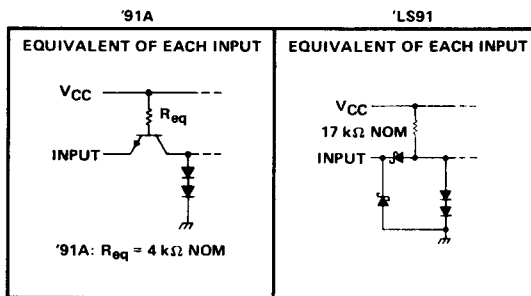 '91A
EQUIVALENT OF EACH INPUT
VCC
Req
INPUT
'91A: Req = 4 kΩ NOM
'LS91
EQUIVALENT OF EACH INPUT
VCC
17 kΩ NOM
INPUT